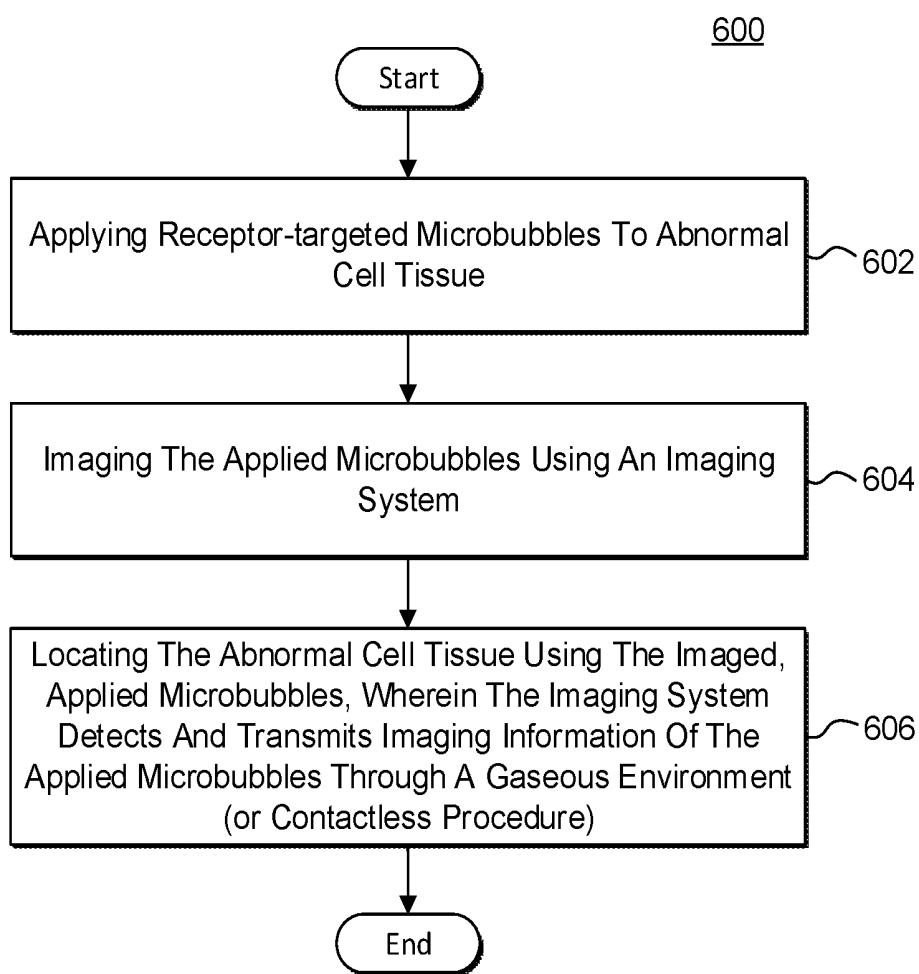 600
Start
Applying Receptor-targeted Microbubbles To Abnormal
Cell Tissue
602
Imaging The Applied Microbubbles Using An Imaging
System
604
Locating The Abnormal Cell Tissue Using The Imaged,
Applied Microbubbles, Wherein The Imaging System
Detects And Transmits Imaging Information Of The
Applied Microbubbles Through A Gaseous Environment
(or Contactless Procedure)
606
End